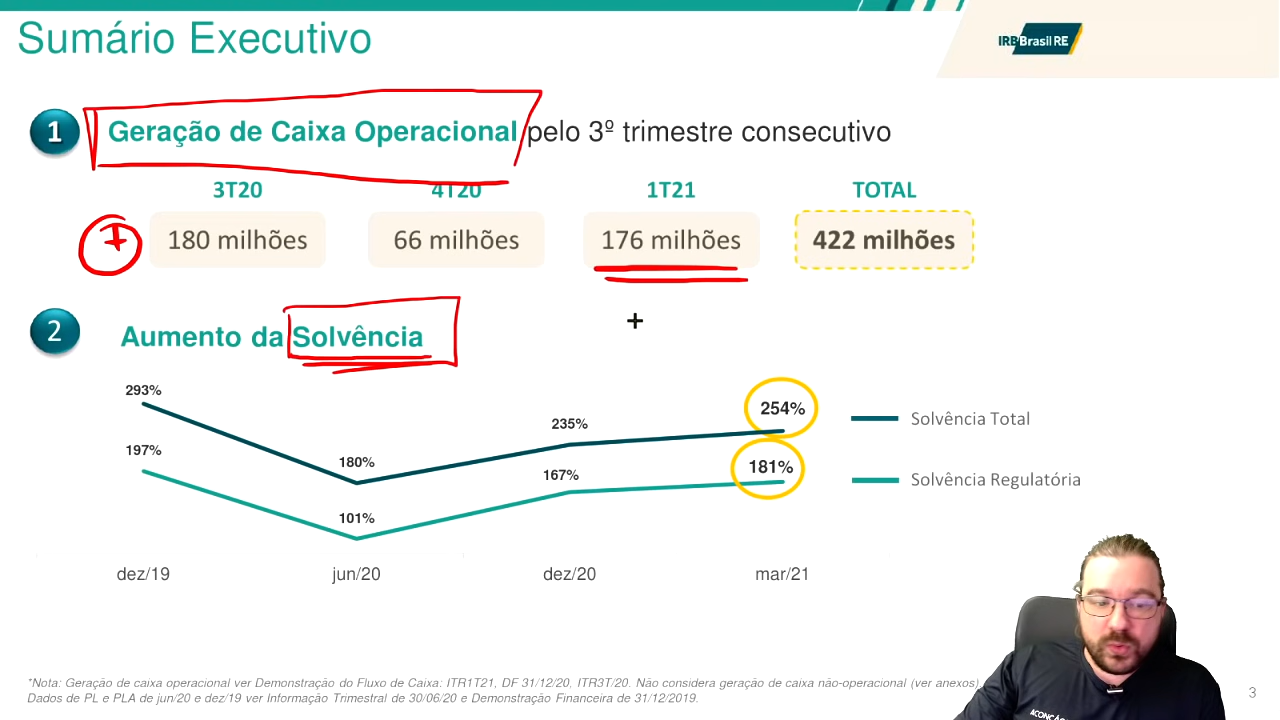 Sumário Executivo
IRB Brasil RE
1 Geração de Caixa Operacional pelo 3º trimestre consecutivo
3T20 4T20 1T21 TOTAL
+ 180 milhões 66 milhões 176 milhões 422 milhões
2 Aumento da Solvência
+
293% 180% 235% 254%
Solvência Total
197% 101% 167% 181%
Solvência Regulatória
dez/19 jun/20 dez/20 mar/21
*Nota: Geração de caixa operacional ver Demonstração do Fluxo de Caixa: ITR1T21, DF 31/12/20, ITR3T/20. Não considera geração de caixa não-operacional (ver anexos)
Dados de PL e PLA de jun/20 e dez/19 ver Informação Trimestral de 30/06/20 e Demonstração Financeira de 31/12/2019.
3